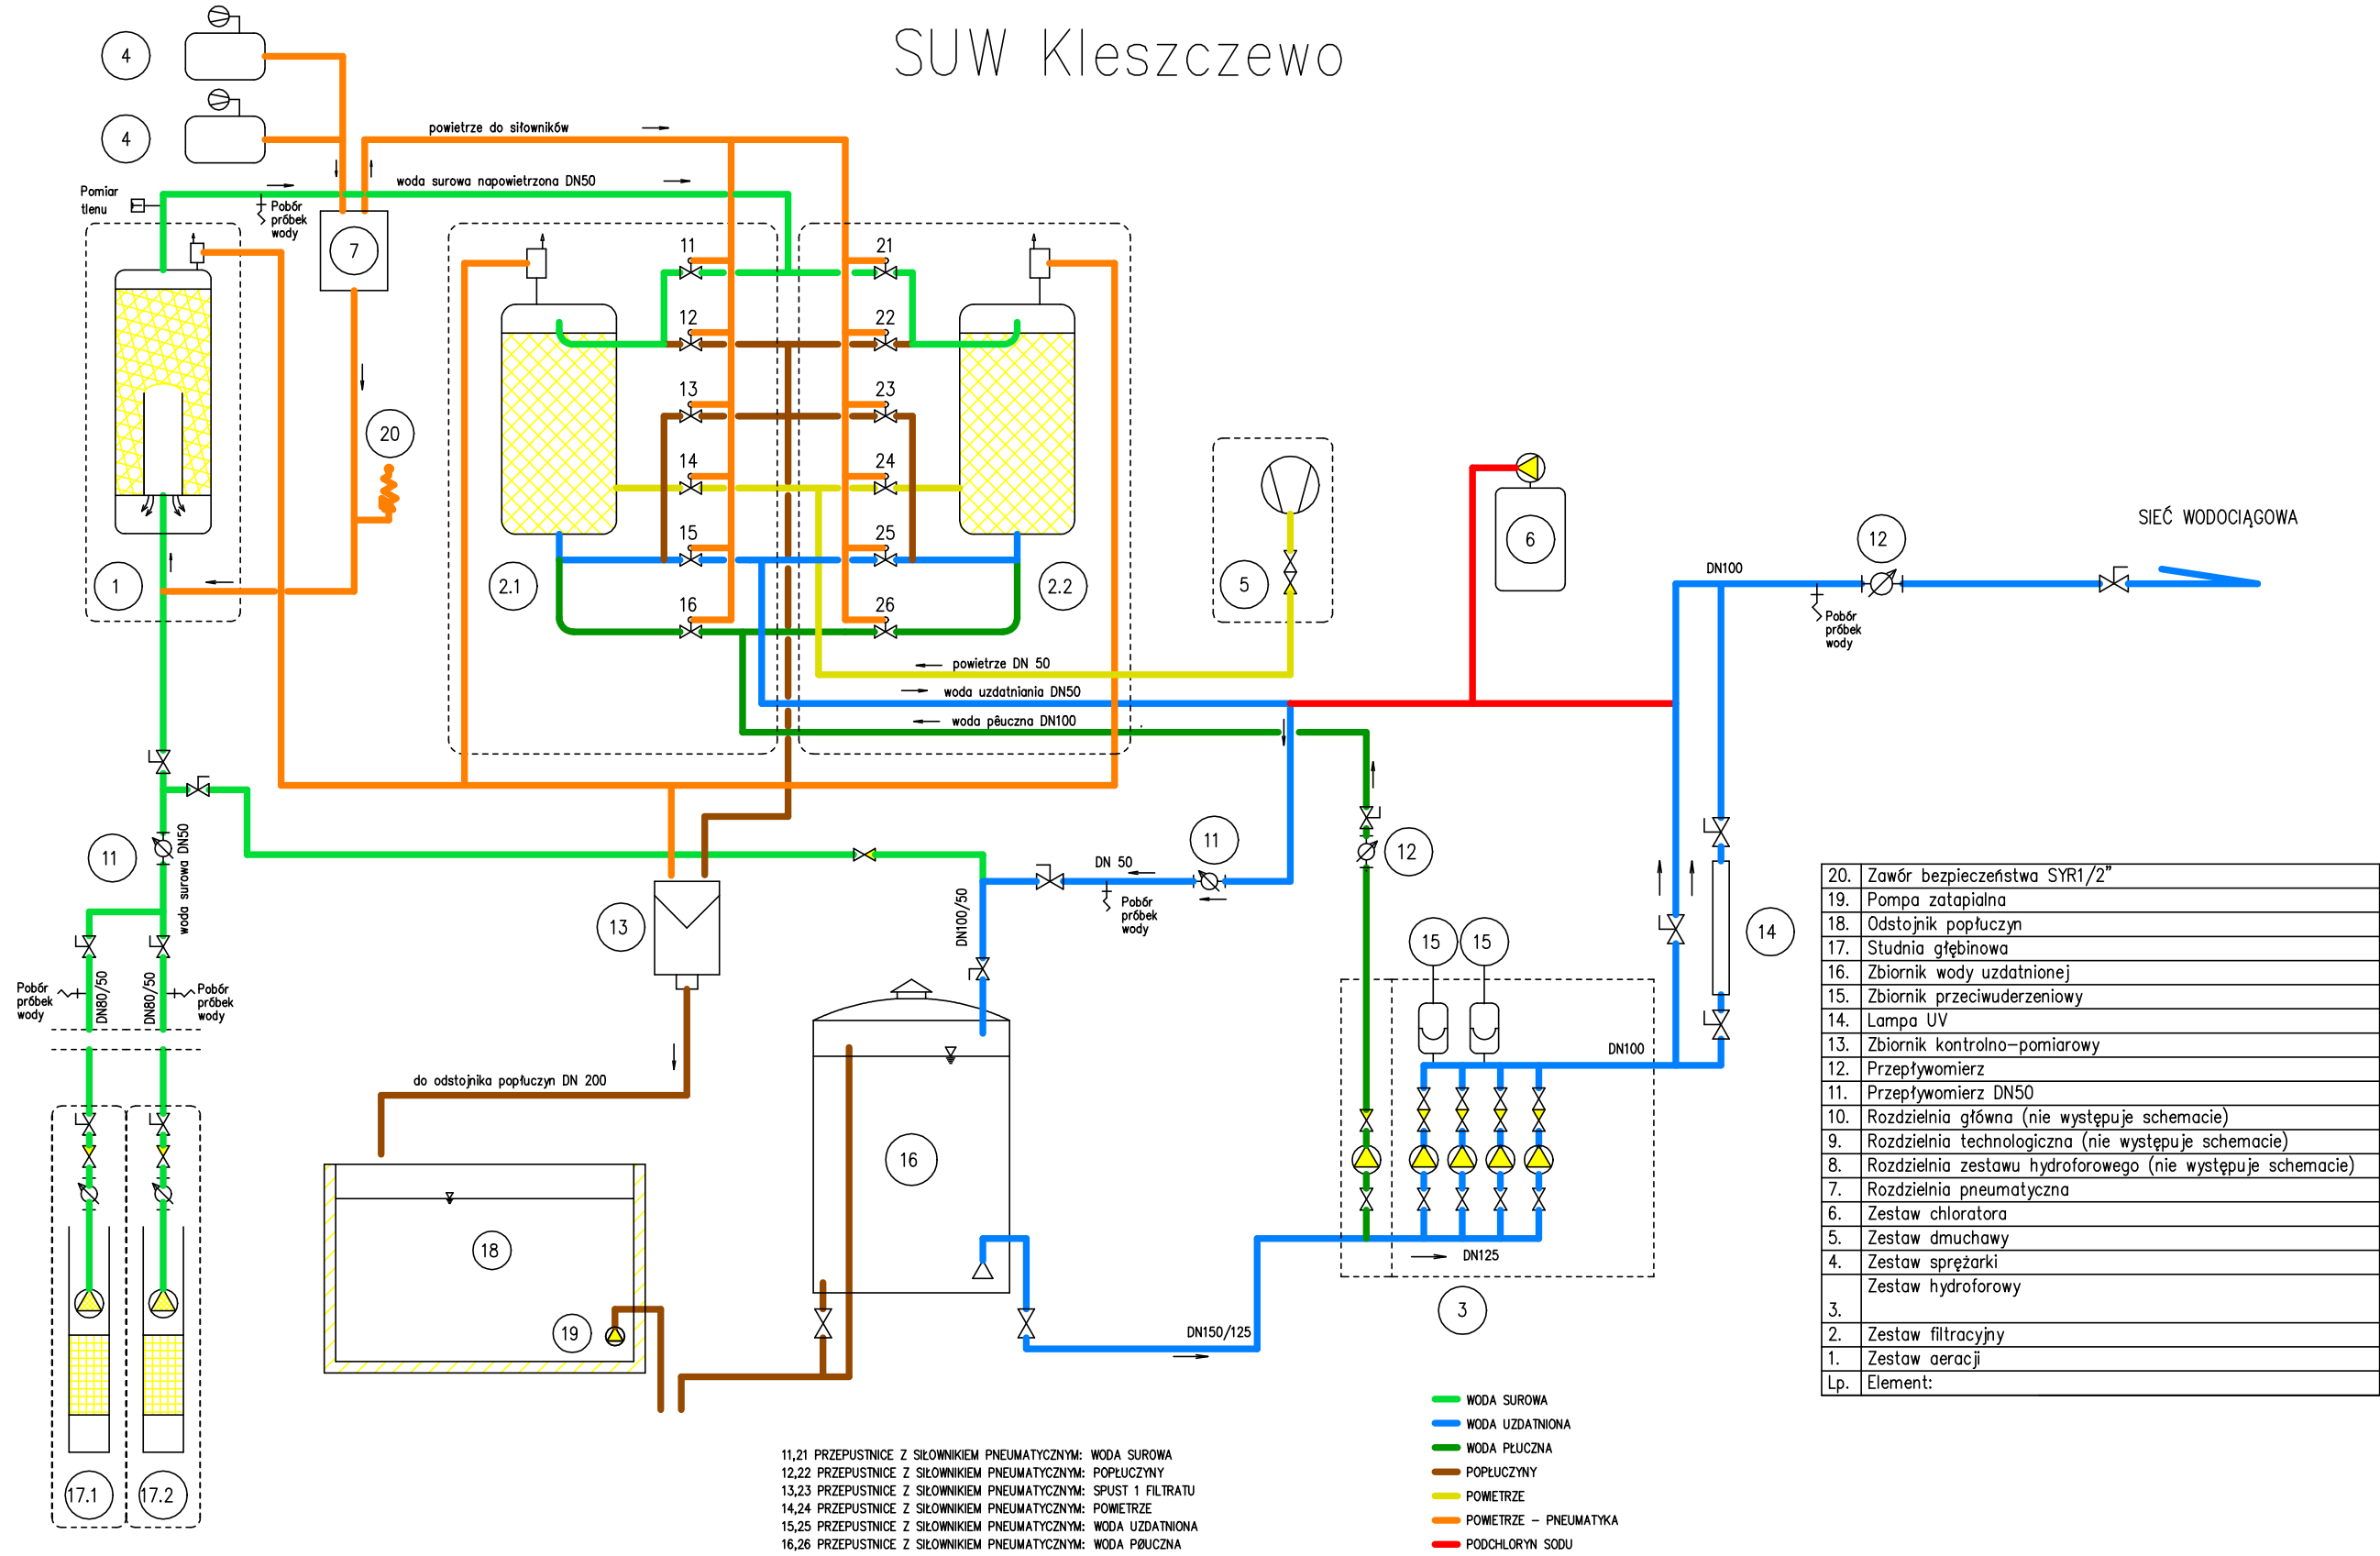 SUW Kleszczewo
4
4
powietrze do siłowników
woda surowa napowietrzona DN50
Pomiar
tlenu
Pobór
próbek
wody
7
11
21
12
22
13
23
20
14
24
15
25
16
26
1
2.1
2.2
5
6
12
SIEĆ WODOCIĄGOWA
DN100
Pobór
próbek
wody
powietrze DN 50
woda uzdatniania DN50
woda pêuczna DN100
11
woda surowa DN50
11
12
DN 50
Pobór
próbek
wody
DN100/50
13
15
15
14
Pobór
próbek
wody
DN80/50
DN80/50
Pobór
próbek
wody
DN100
do odstojnika popłuczyn DN 200
16
18
19
DN125
3
DN150/125
17.1
17.2
20. Zawór bezpieczeństwa SYR1/2"
19. Pompa zatapialna
18. Odstojnik popłuczyn
17. Studnia głębinowa
16. Zbiornik wody uzdatnionej
15. Zbiornik przeciwuderzeniowy
14. Lampa UV
13. Zbiornik kontrolno-pomiarowy
12. Przepływomierz
11. Przepływomierz DN50
10. Rozdzielnia główna (nie występuje schemacie)
9. Rozdzielnia technologiczna (nie występuje schemacie)
8. Rozdzielnia zestawu hydroforowego (nie występuje schemacie)
7. Rozdzielnia pneumatyczna
6. Zestaw chloratora
5. Zestaw dmuchawy
4. Zestaw sprężarki
3. Zestaw hydroforowy
2. Zestaw filtracyjny
1. Zestaw aeracji
Lp. Element:
WODA SUROWA
WODA UZDATNIONA
WODA PŁUCZNA
POPŁUCZYNY
POWIETRZE
POWIETRZE - PNEUMATYKA
PODCHLORYN SODU
11,21 PRZEPUSTNICE Z SIŁOWNIKIEM PNEUMATYCZNYM: WODA SUROWA
12,22 PRZEPUSTNICE Z SIŁOWNIKIEM PNEUMATYCZNYM: POPŁUCZYNY
13,23 PRZEPUSTNICE Z SIŁOWNIKIEM PNEUMATYCZNYM: SPUST 1 FILTRATU
14,24 PRZEPUSTNICE Z SIŁOWNIKIEM PNEUMATYCZNYM: POWIETRZE
15,25 PRZEPUSTNICE Z SIŁOWNIKIEM PNEUMATYCZNYM: WODA UZDATNIONA
16,26 PRZEPUSTNICE Z SIŁOWNIKIEM PNEUMATYCZNYM: WODA PØUCZNA